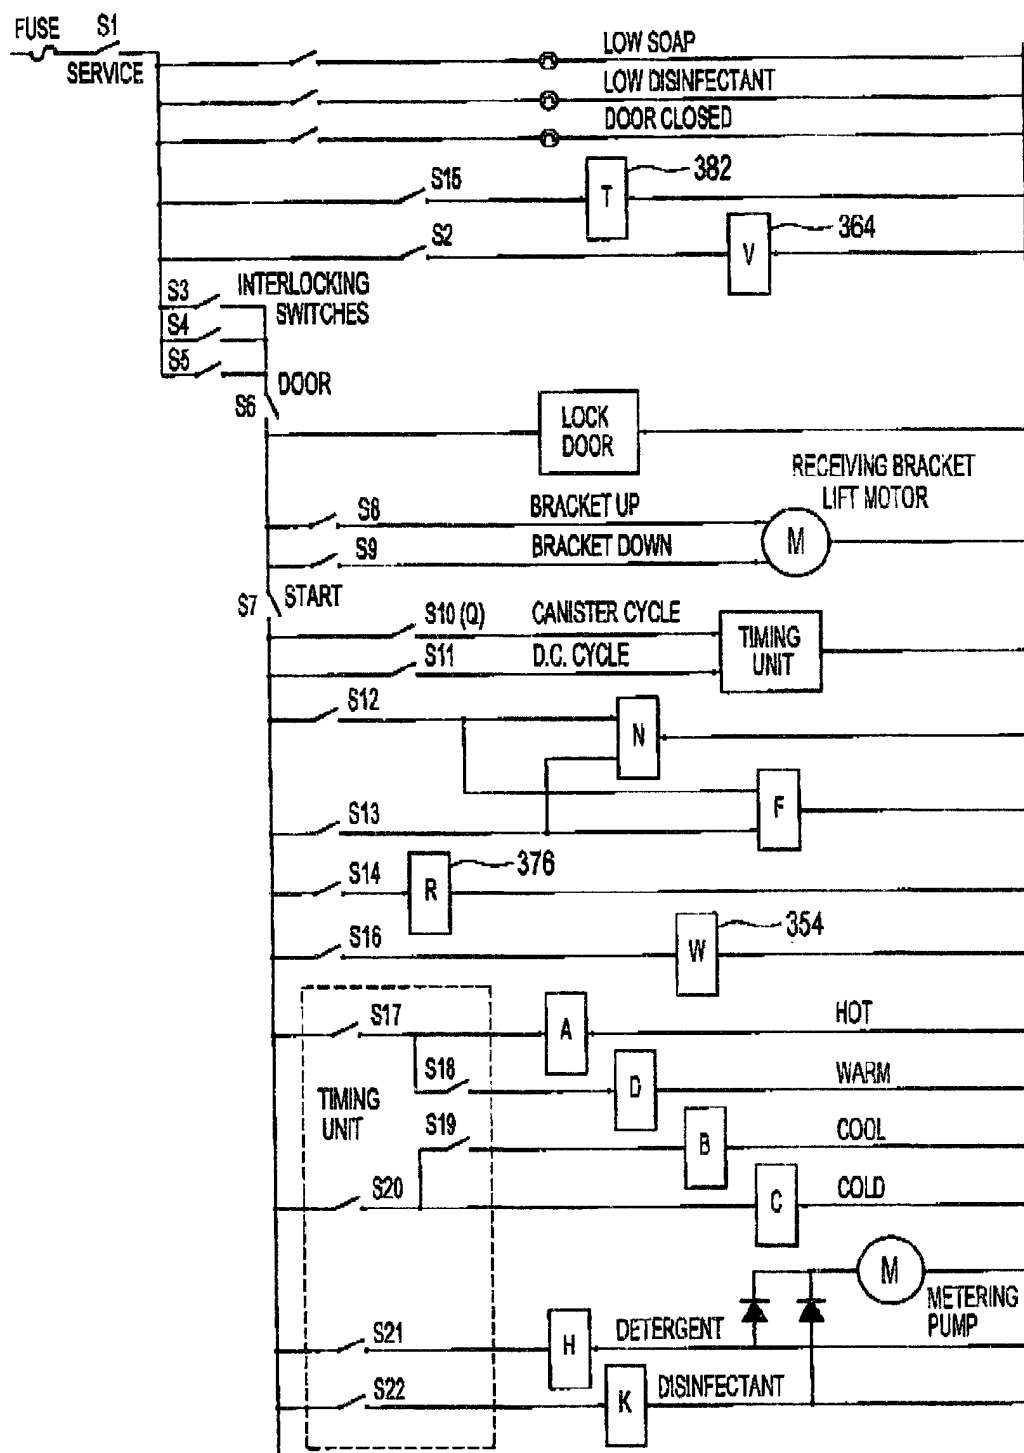 FUSE S1
SERVICE
LOW SOAP
LOW DISINFECTANT
DOOR CLOSED
S15
T
382
S2
V
364
S3
INTERLOCKING
SWITCHES
S4
S5
DOOR
S6
LOCK
DOOR
RECEIVING BRACKET
LIFT MOTOR
S8
BRACKET UP
M
S9
BRACKET DOWN
S7
START
S10 (Q)
CANISTER CYCLE
TIMING
UNIT
S11
D.C. CYCLE
S12
N
F
S13
S14
R
376
S16
W
354
S17
A
HOT
S18
D
WARM
TIMING
UNIT
S19
B
COOL
S20
C
COLD
M
METERING
PUMP
S21
H
DETERGENT
S22
K
DISINFECTANT